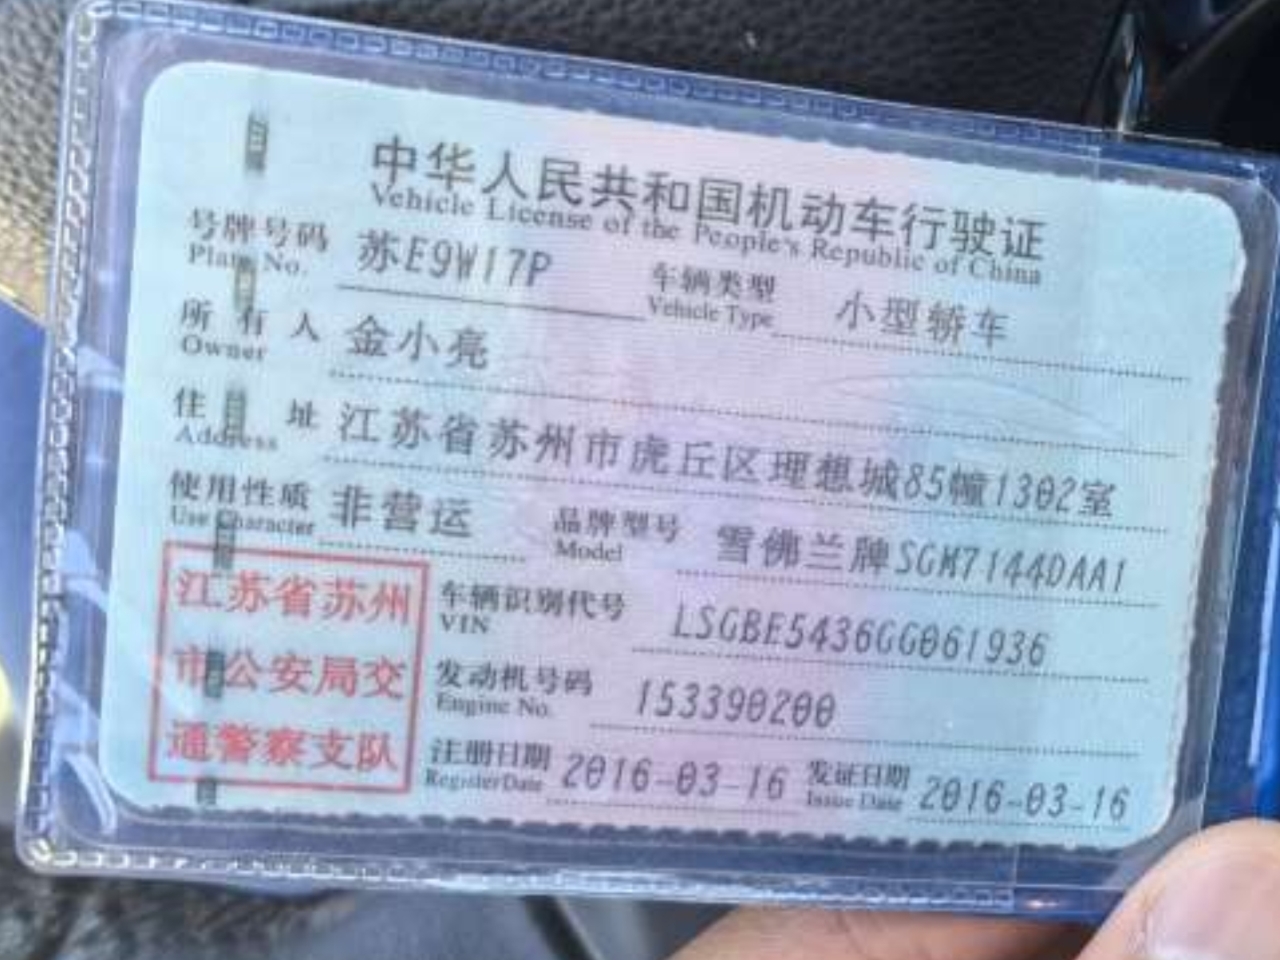 中华人民共和国机动车行驶证
Vehicle License of the People's Republic of China
号牌号码 苏E9W17P 车辆类型 小型轿车
Plate No. Vehicle Type
所有人 金小亮
Owner
住址 江苏省苏州市虎丘区理想城85幢1302室
Address
使用性质 非营运 品牌型号 雪佛兰牌SGM7144DAA1
Use Character Model
江苏省苏州
市公安局交
通警察支队
车辆识别代号 LSGBE5436GG061936
VIN
发动机号码 153390200
Engine No.
注册日期 2016-03-16 发证日期 2016-03-16
Register Date Issue Date